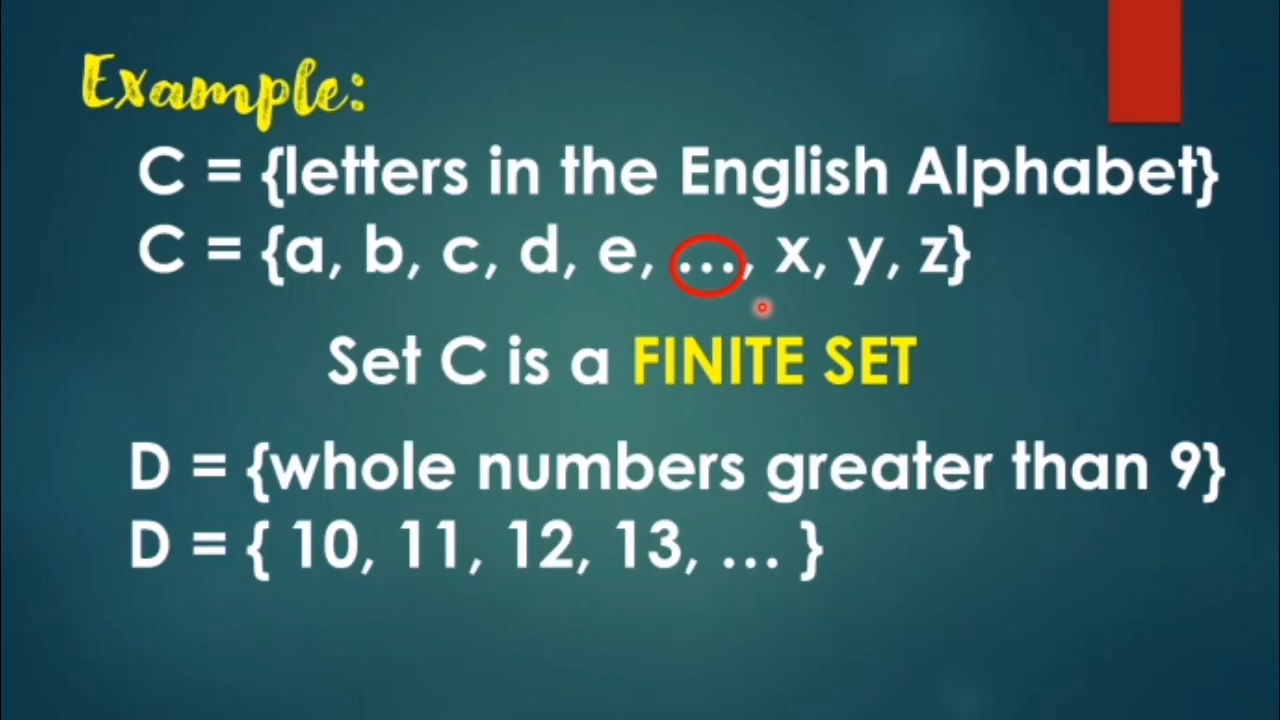 Example:
C = {letters in the English Alphabet}
C = {a, b, c, d, e, ..., x, y, z}
Set C is a FINITE SET
D = {whole numbers greater than 9}
D = { 10, 11, 12, 13, ... }